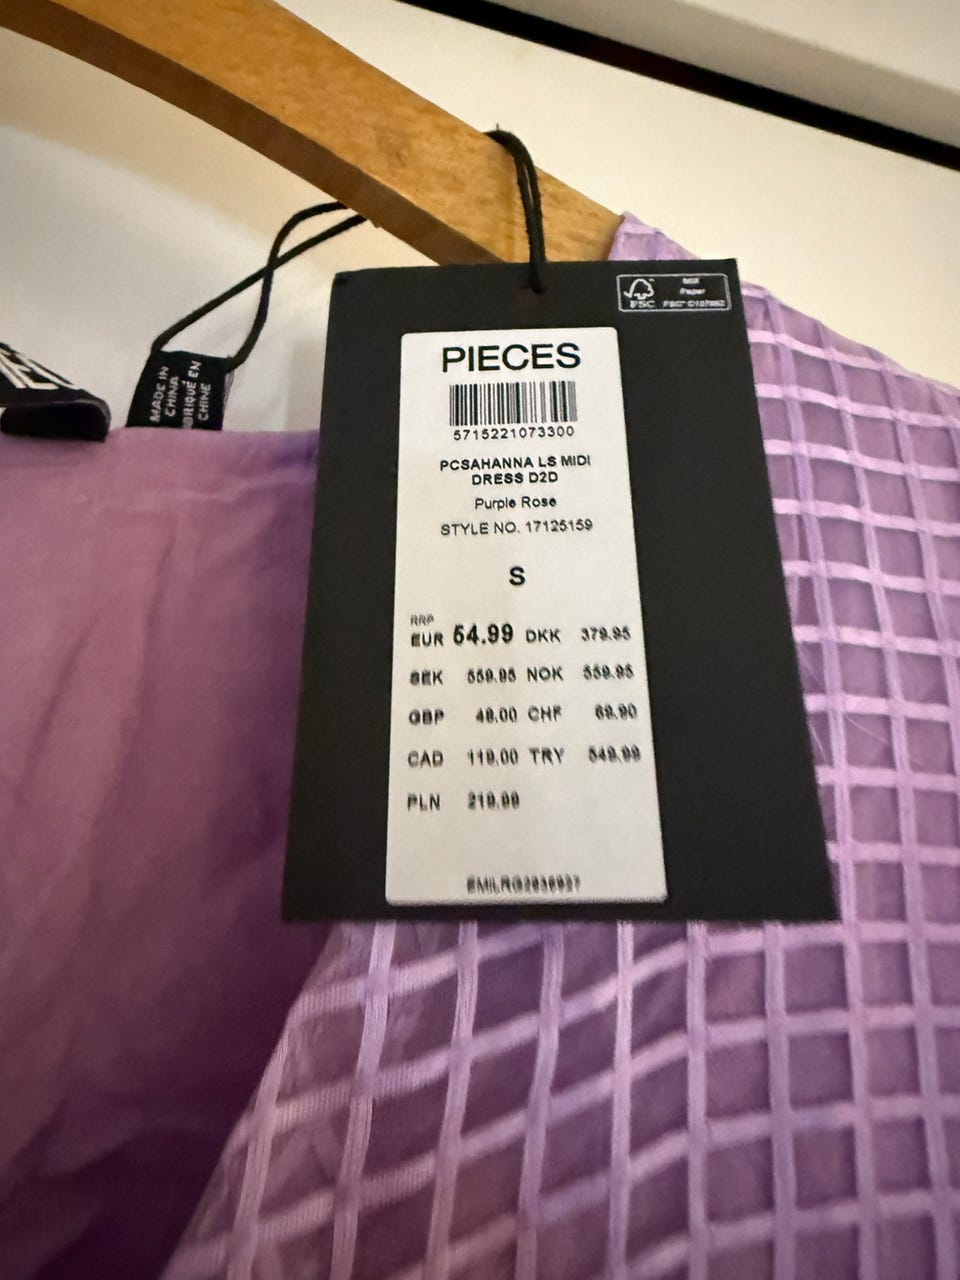 MIX
Paper
FSC
PIECES
5715221073300
PCSAHANNA LS MIDI
DRESS D2D
Purple Rose
STYLE NO. 17125159
S
RRP
EUR 54.99 DKK 379.95
SEK 559.95 NOK 559.95
GBP 48.00 CHF 69.90
CAD 119.00 TRY 549.99
PLN 219.99
MADE IN
CHINA
CHINE